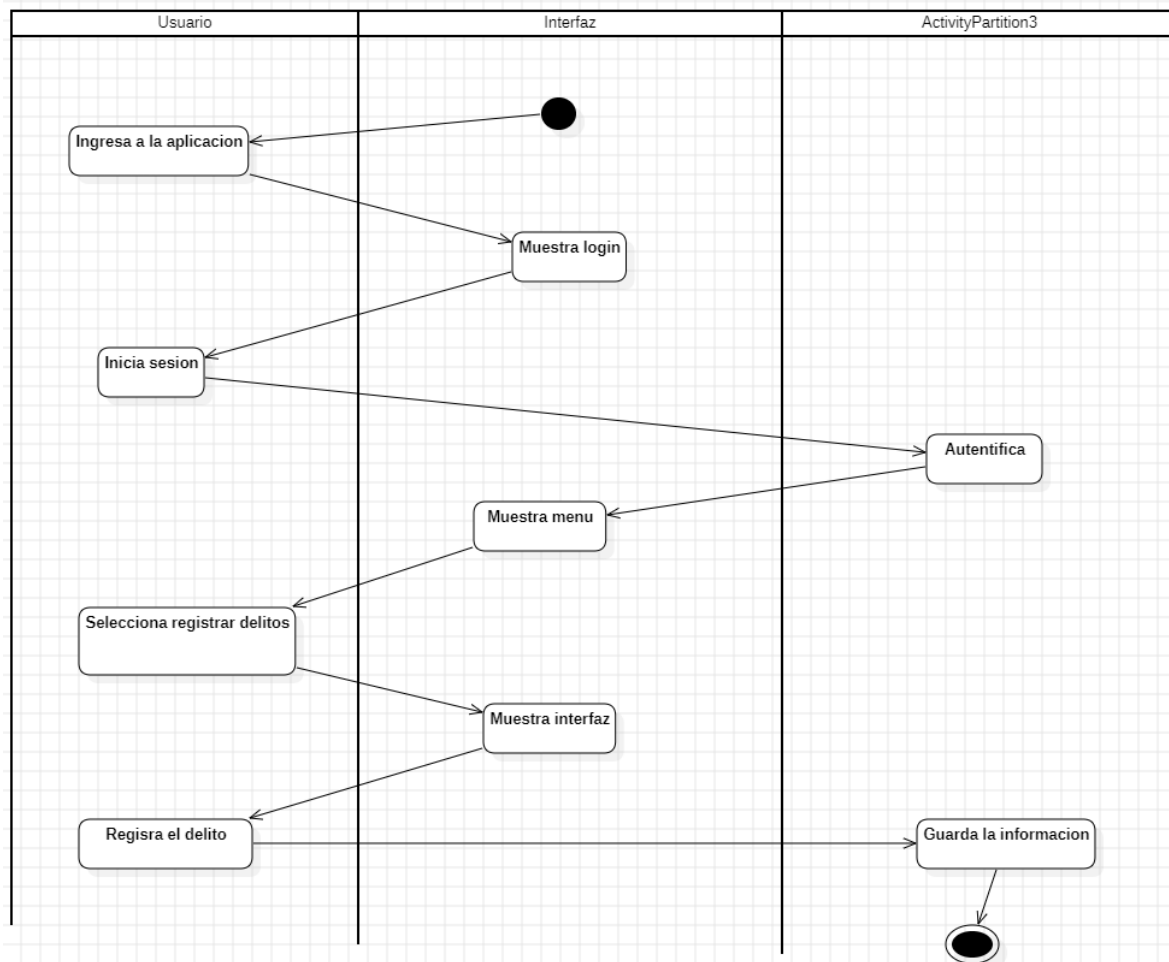 Usuario
Interfaz
ActivityPartition3
Ingresa a la aplicacion
Muestra login
Inicia sesion
Autentifica
Muestra menu
Selecciona registrar delitos
Muestra interfaz
Regisra el delito
Guarda la informacion